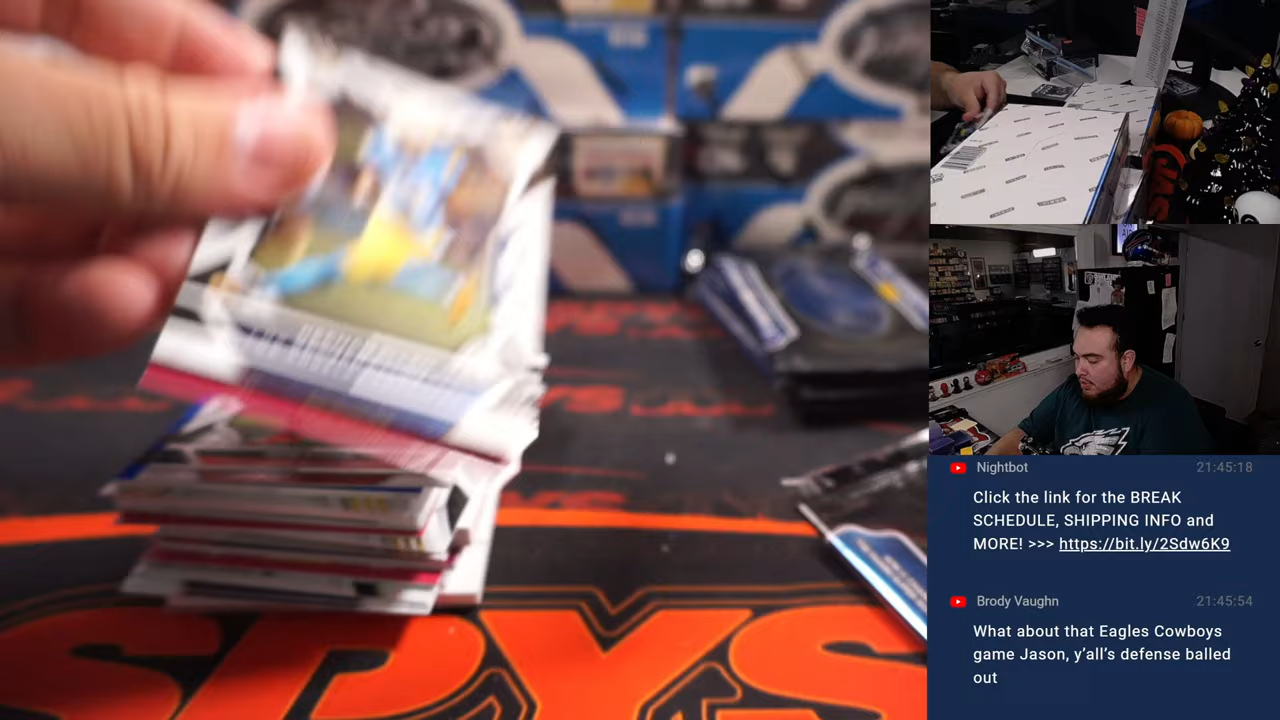 SPYS
Nightbot
21:45:18
Click the link for the BREAK
SCHEDULE, SHIPPING INFO and
MORE! >>> https://bit.ly/2Sdw6K9
Brody Vaughn
21:45:54
What about that Eagles Cowboys
game Jason, y’all’s defense balled
out